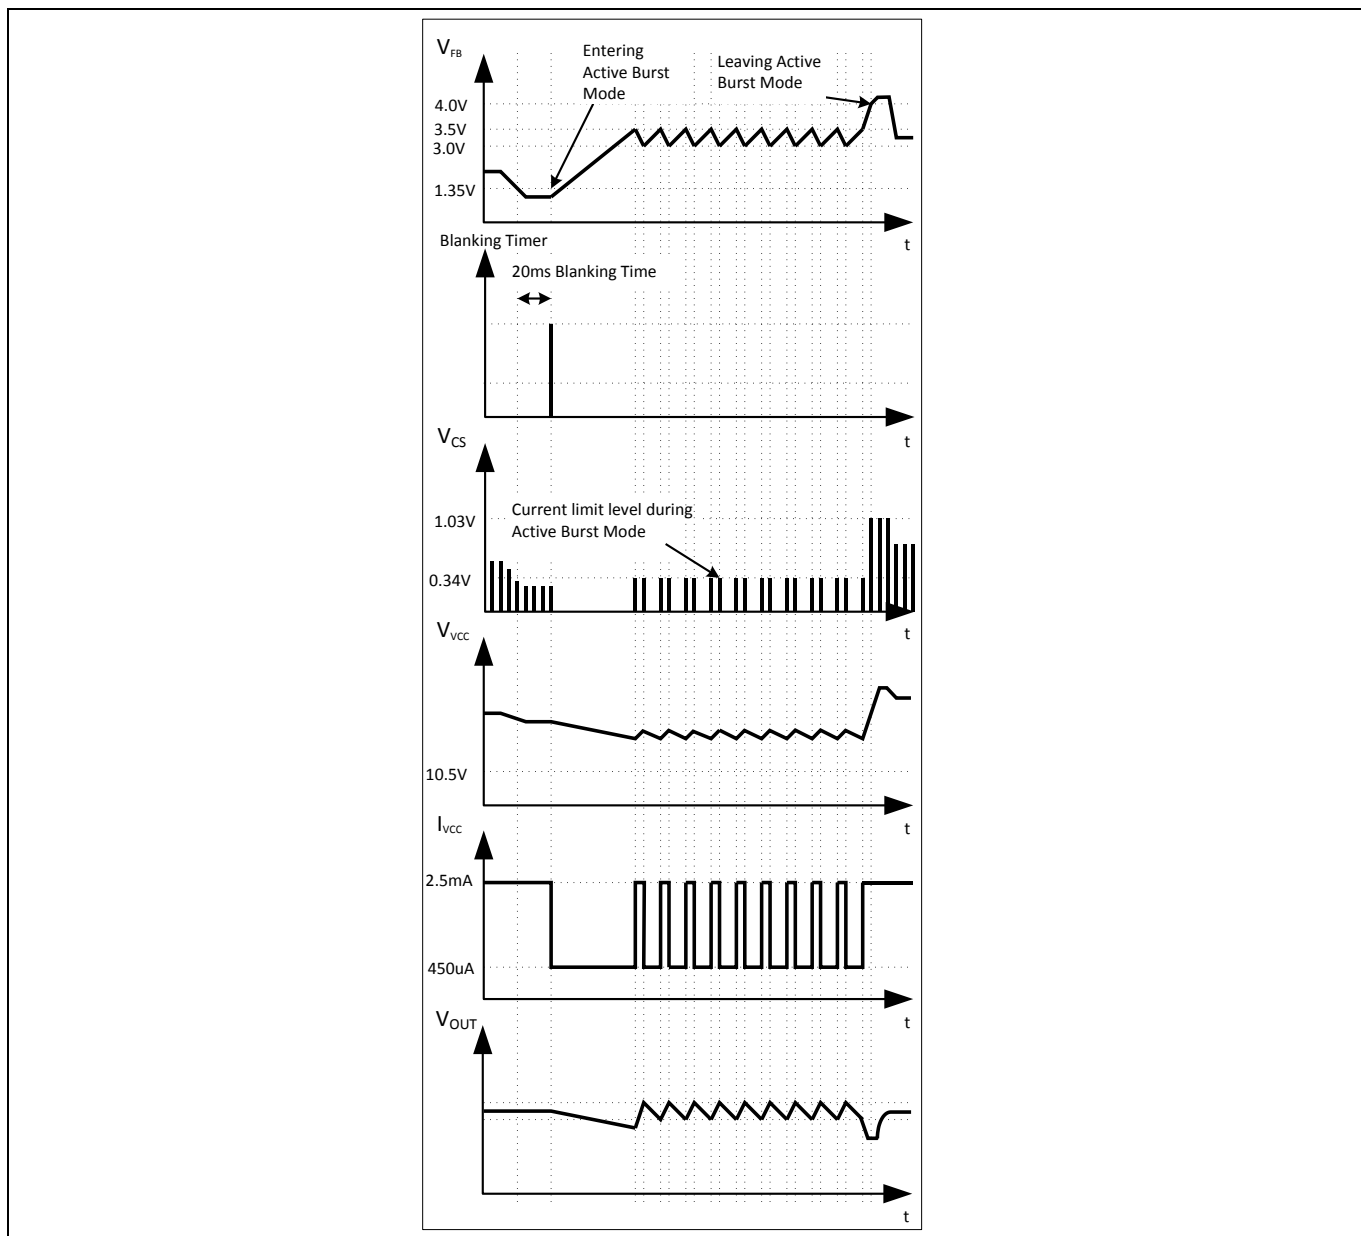 V_FB
Entering
Active Burst
Mode
Leaving Active
Burst Mode
4.0V
3.5V
3.0V
1.35V
t
Blanking Timer
20ms Blanking Time
t
V_CS
1.03V
Current limit level during
Active Burst Mode
0.34V
t
V_VCC
10.5V
t
I_VCC
2.5mA
450uA
t
V_OUT
t